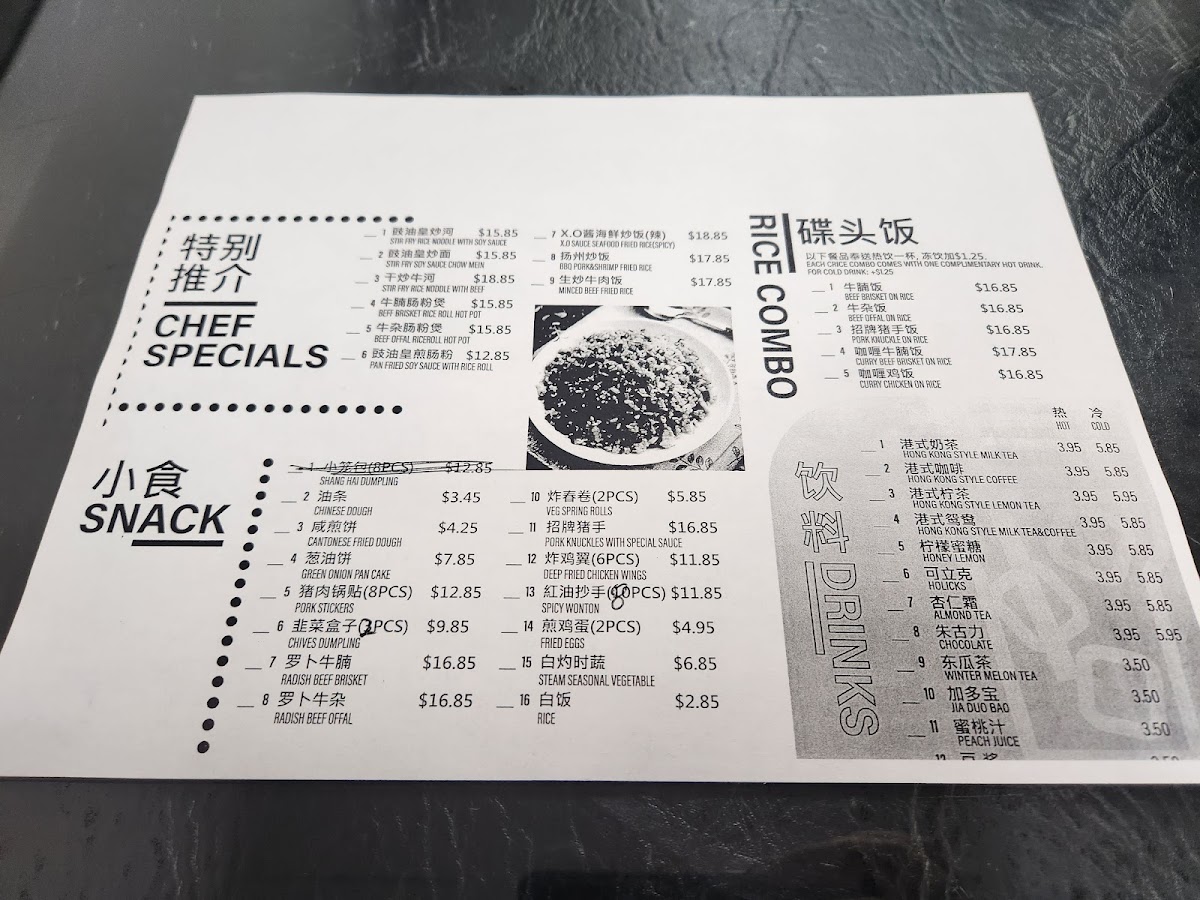 特别
推介
CHEF
SPECIALS
1 豉油皇炒河 $15.85
STIR FRY RICE NOODLE WITH SOY SAUCE
2 豉油皇炒面 $15.85
STIR FRY SOY SAUCE CHOW MEIN
3 干炒牛河 $18.85
STIR FRY RICE NOODLE WITH BEEF
4 牛腩肠粉煲 $15.85
BEEF BRISKET RICE ROLL HOT POT
5 牛杂肠粉煲 $15.85
BEEF OFFAL RICEROLL HOT POT
6 豉油皇煎肠粉 $12.85
PAN FRIED SOY SAUCE WITH RICE ROLL
7 X.O酱海鲜炒饭(辣) $18.85
X.O SAUCE SEAFOOD FRIED RICE(SPICY)
8 扬州炒饭 $17.85
BBQ PORK&SHRIMP FRIED RICE
9 生炒牛肉饭 $17.85
MINCED BEEF FRIED RICE
小食
SNACK
1 小笼包(8PCS) $12.85
SHANG HAI DUMPLING
2 油条 $3.45
CHINESE DOUGH
3 咸煎饼 $4.25
CANTONESE FRIED DOUGH
4 葱油饼 $7.85
GREEN ONION PAN CAKE
5 猪肉锅贴(8PCS) $12.85
PORK STICKERS
6 韭菜盒子(3PCS) $9.85
CHIVES DUMPLING
7 罗卜牛腩 $16.85
RADISH BEEF BRISKET
8 罗卜牛杂 $16.85
RADISH BEEF OFFAL
10 炸春卷(2PCS) $5.85
VEG SPRING ROLLS
11 招牌猪手 $16.85
PORK KNUCKLES WITH SPECIAL SAUCE
12 炸鸡翼(6PCS) $11.85
DEEP FRIED CHICKEN WINGS
13 紅油抄手(10PCS) $11.85
SPICY WONTON 8
14 煎鸡蛋(2PCS) $4.95
FRIED EGGS
15 白灼时蔬 $6.85
STEAM SEASONAL VEGETABLE
16 白饭 $2.85
RICE
RICE COMBO
碟头饭
以下餐品奉送热饮一杯, 冻饮加$1.25.
EACH CRICE COMBO COMES WITH ONE COMPLIMENTARY HOT DRINK.
FOR COLD DRINK; +$1.25
1 牛腩饭 $16.85
BEEF BRISKET ON RICE
2 牛杂饭 $16.85
BEEF OFFAL ON RICE
3 招牌猪手饭 $16.85
PORK KNUCKLE ON RICE
4 咖喱牛腩饭 $17.85
CURRY BEEF BRISKET ON RICE
5 咖喱鸡饭 $16.85
CURRY CHICKEN ON RICE
饮料 DRINKS
热 冷
HOT COLD
1 港式奶茶 3.95 5.85
HONG KONG STYLE MILK TEA
2 港式咖啡 3.95 5.85
HONG KONG STYLE COFFEE
3 港式柠茶 3.95 5.95
HONG KONG STYLE LEMON TEA
4 港式鸳鸯 3.95 5.85
HONG KONG STYLE MILK TEA&COFFEE
5 柠檬蜜糖 3.95 5.85
HONEY LEMON
6 可立克 3.95 5.85
HOLICKS
7 杏仁霜 3.95 5.85
ALMOND TEA
8 朱古力 3.95 5.95
CHOCOLATE
9 东瓜茶 3.50
WINTER MELON TEA
10 加多宝 3.50
JIA DUO BAO
11 蜜桃汁 3.50
PEACH JUICE
12 豆浆 3.50